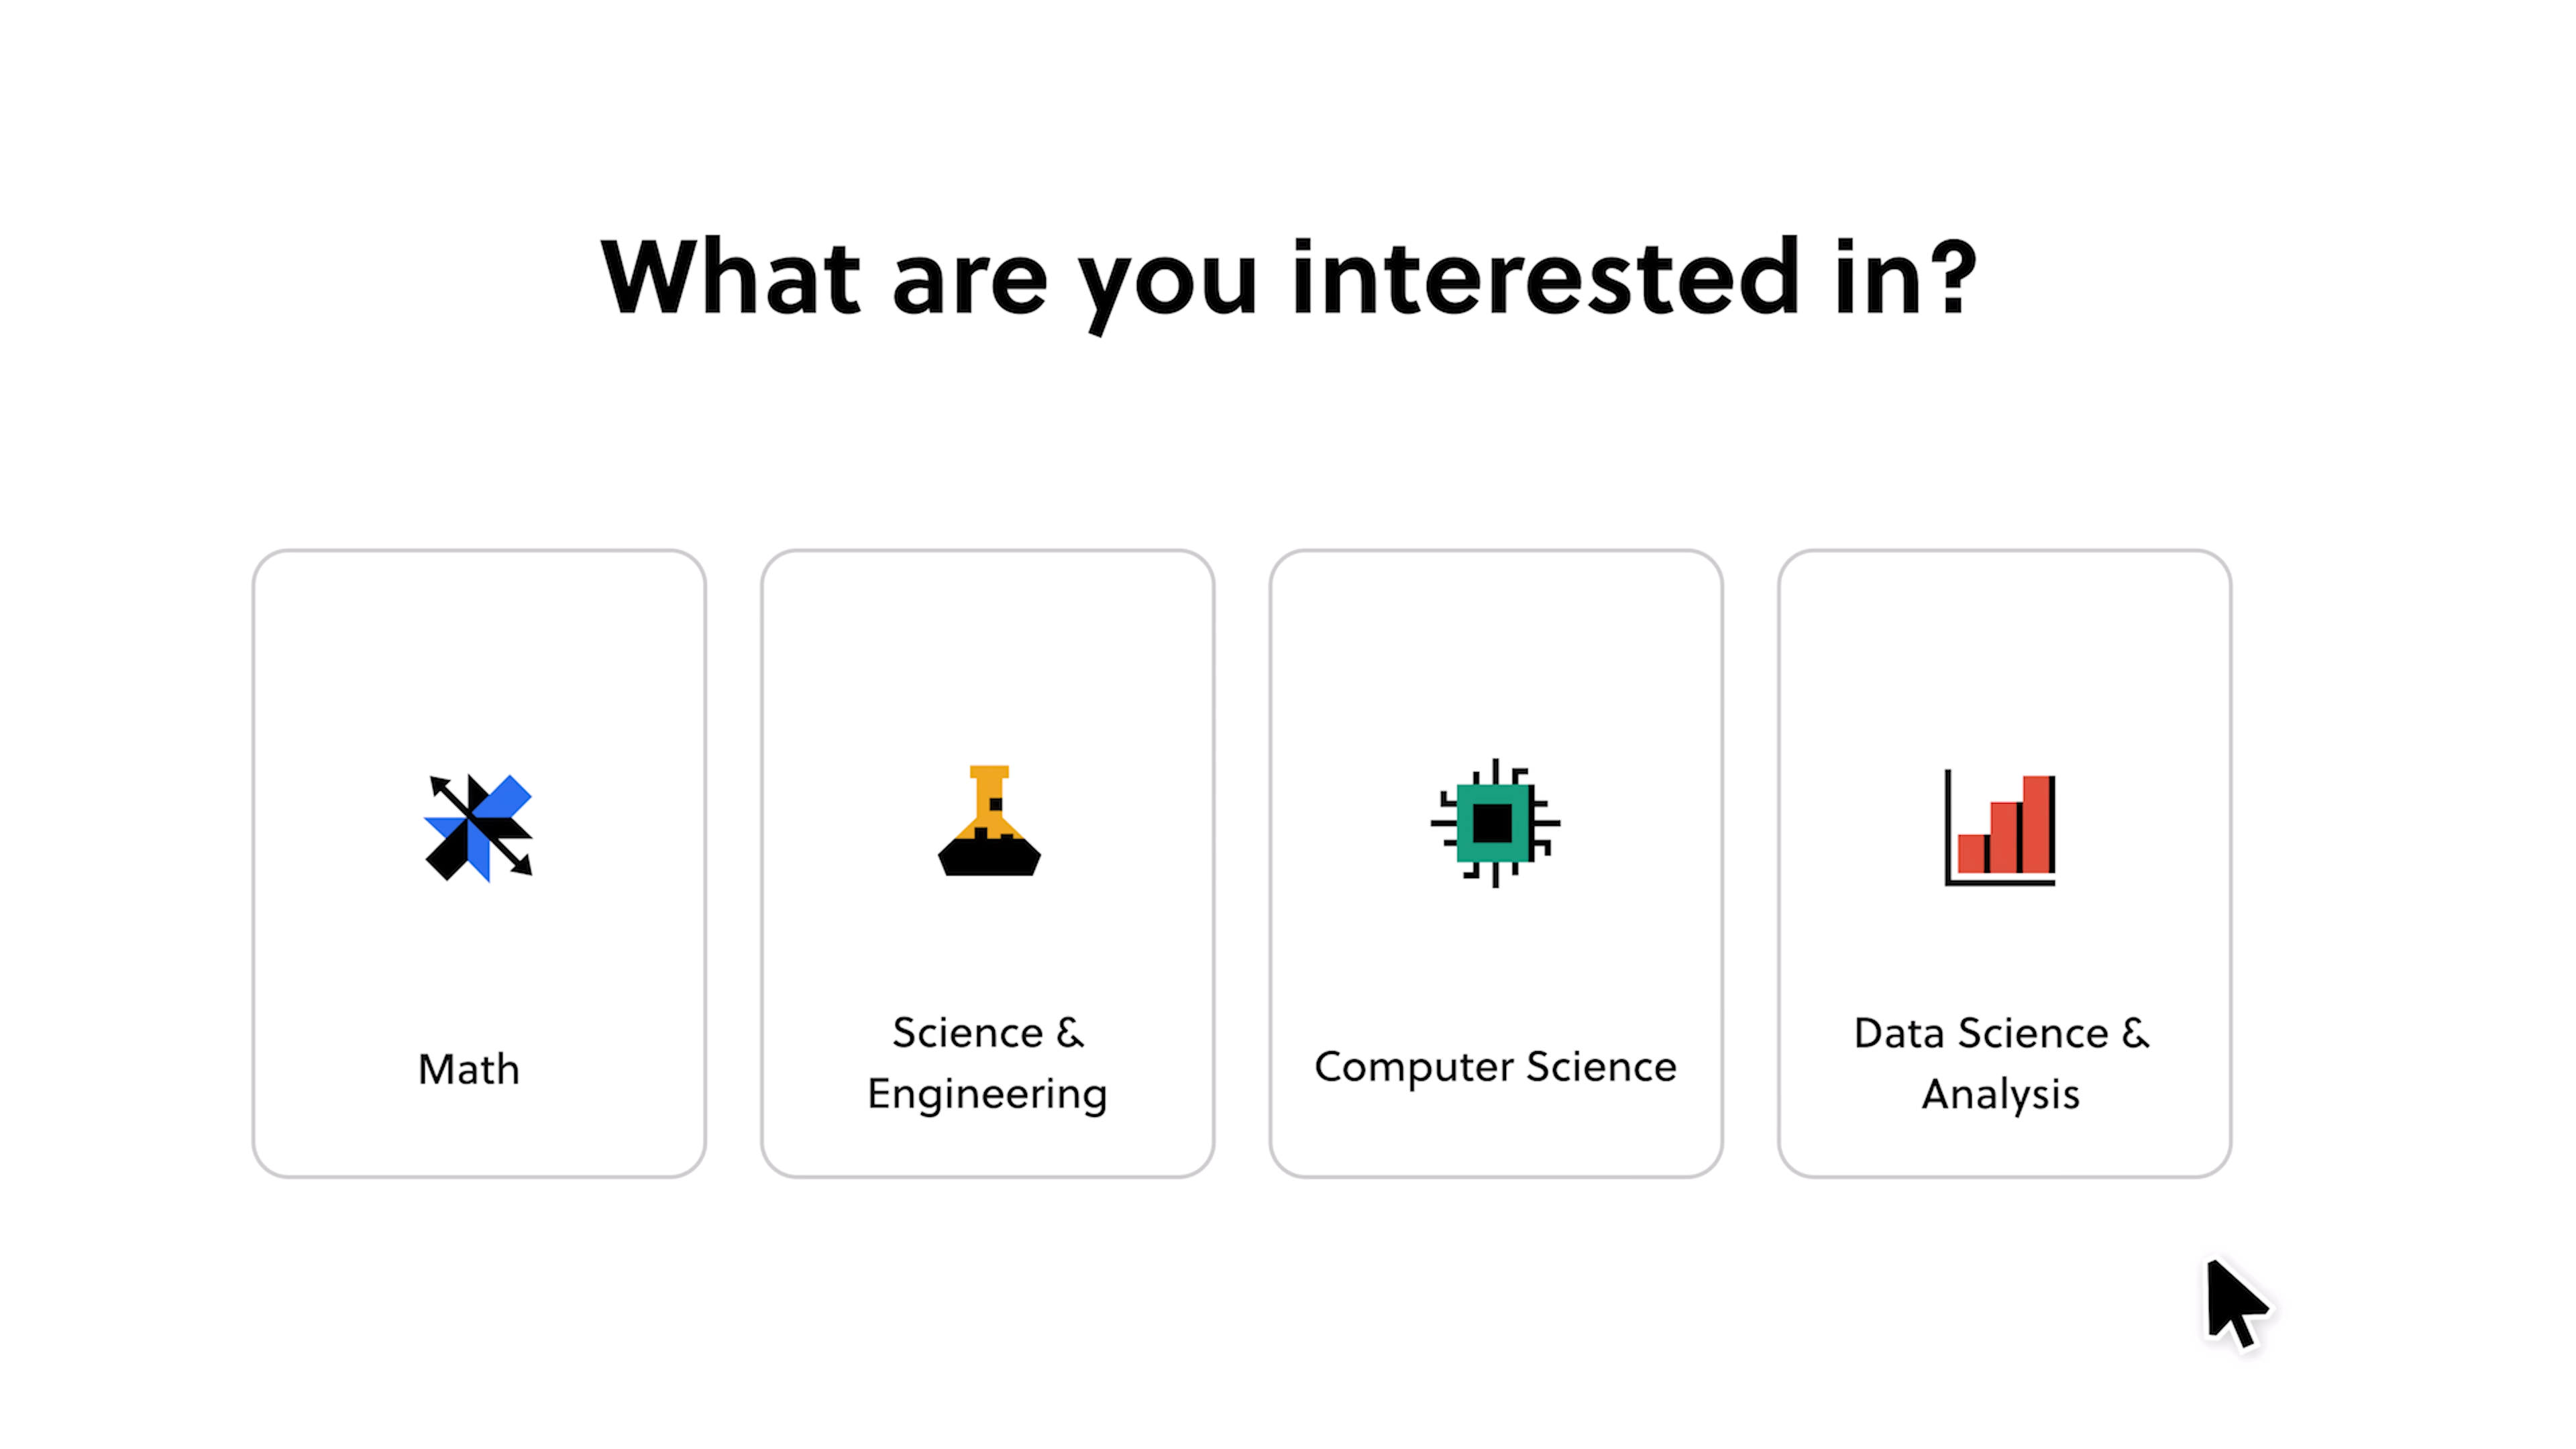 What are you interested in?
Math
Science &
Engineering
Computer Science
Data Science &
Analysis